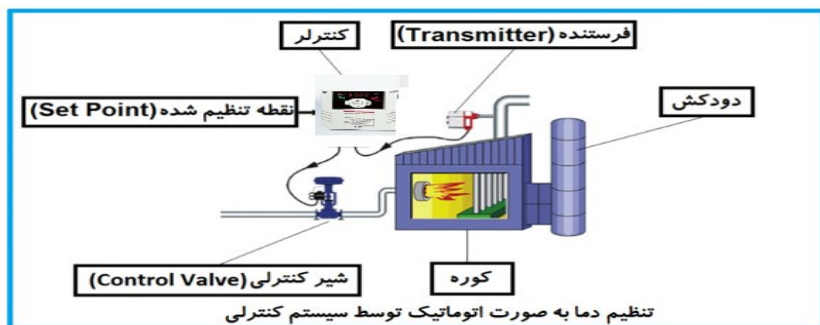 کنترلر
فرستنده (Transmitter)
دودکش
نقطه تنظیم شده (Set Point)
شیر کنترلی (Control Valve)
کوره
تنظیم دما به صورت اتوماتیک توسط سیستم کنترلی